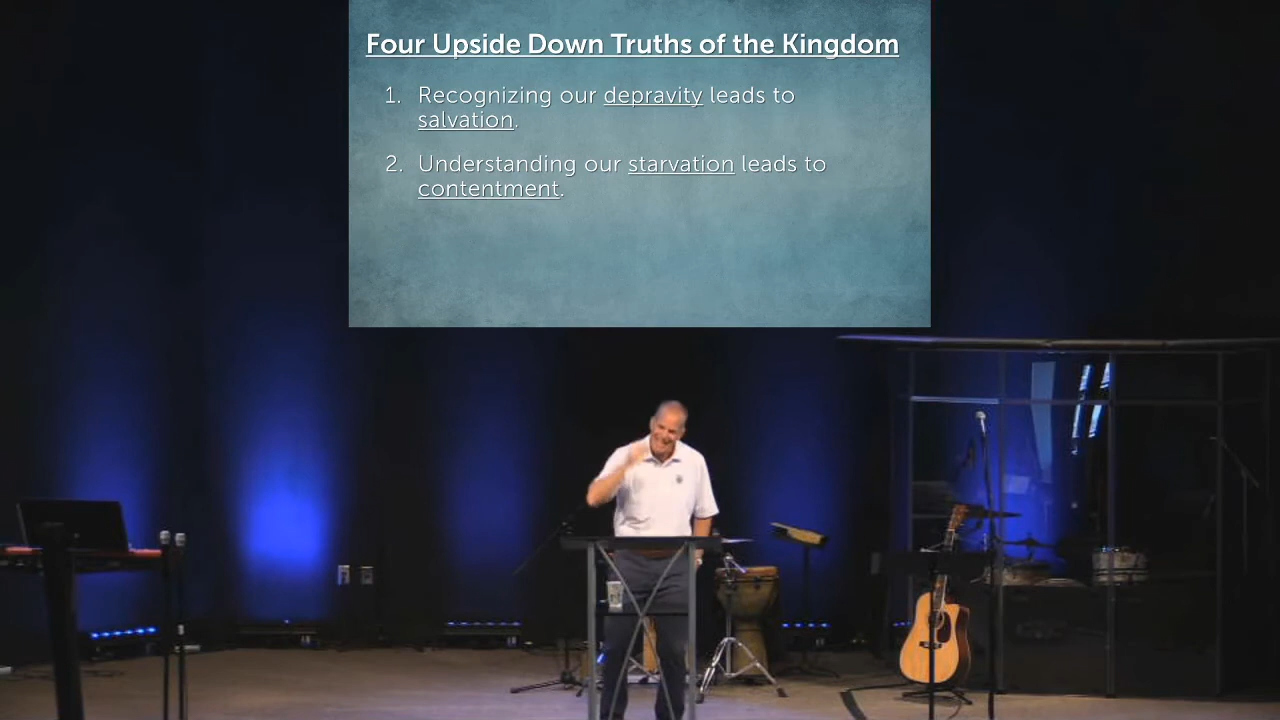 Four Upside Down Truths of the Kingdom
1. Recognizing our depravity leads to
salvation.
2. Understanding our starvation leads to
contentment.